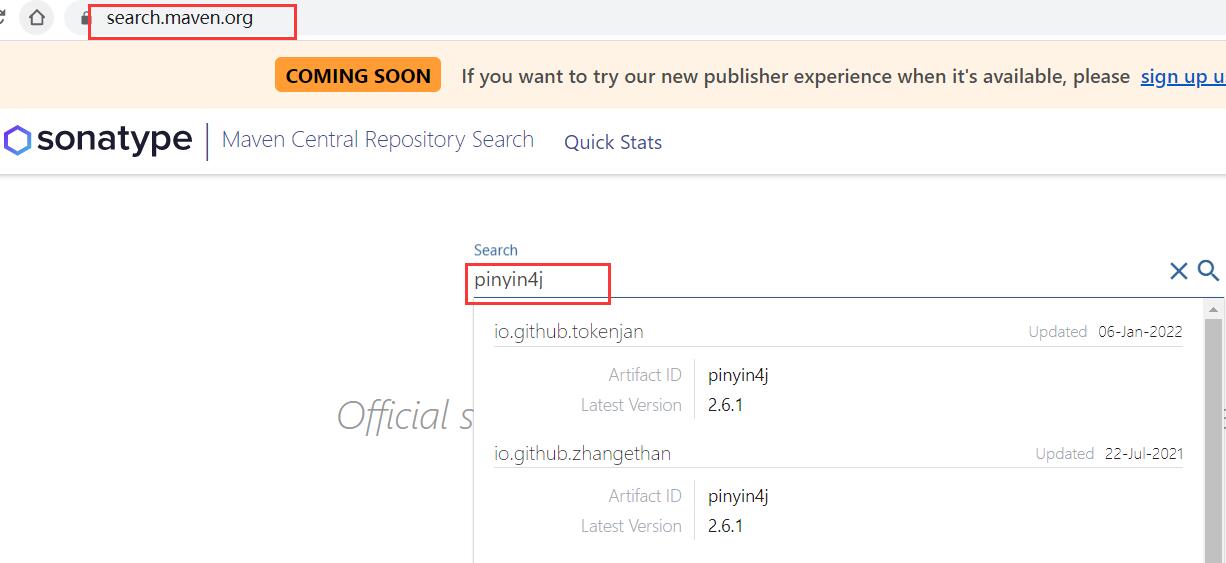 search.maven.org
COMING SOON If you want to try our new publisher experience when it's available, please sign up u
sonatype Maven Central Repository Search Quick Stats
Search
pinyin4j
io.github.tokenjan Updated 06-Jan-2022
Artifact ID pinyin4j
Latest Version 2.6.1
Official s
io.github.zhangethan Updated 22-Jul-2021
Artifact ID pinyin4j
Latest Version 2.6.1